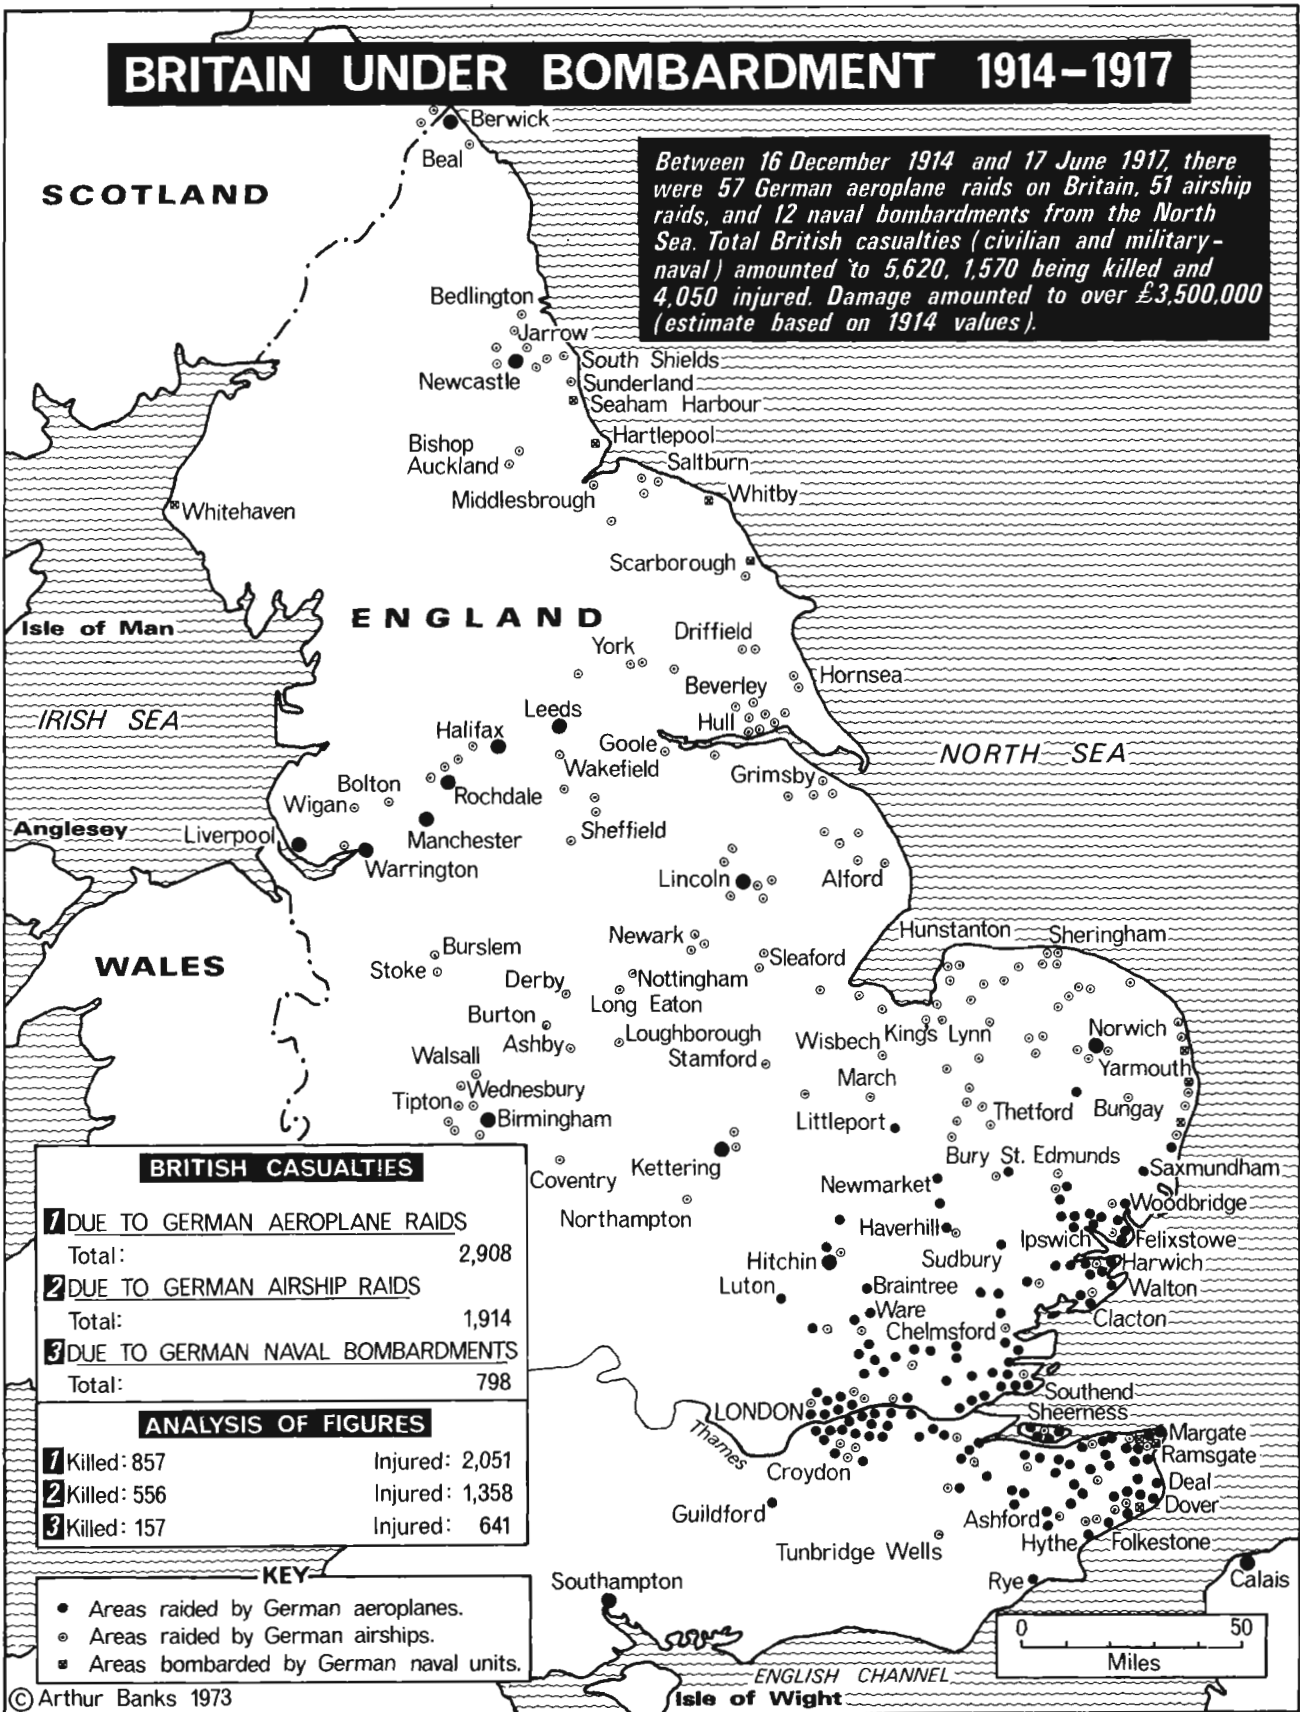 BRITAIN UNDER BOMBARDMENT 1914–1917
Berwick
Beal
SCOTLAND
Between 16 December 1914 and 17 June 1917, there
were 57 German aeroplane raids on Britain, 51 airship
raids, and 12 naval bombardments from the North
Sea. Total British casualties (civilian and military-
naval) amounted to 5,620, 1,570 being killed and
4,050 injured. Damage amounted to over £3,500,000
(estimate based on 1914 values).
Bedlington
Jarrow
South Shields
Newcastle
Sunderland
Seaham Harbour
Hartlepool
Bishop
Auckland
Saltburn
Middlesbrough
Whitby
Whitehaven
Scarborough
ENGLAND
Isle of Man
Driffield
York
Hornsea
Beverley
IRISH SEA
Leeds
Hull
Halifax
Goole
NORTH SEA
Wakefield
Grimsby
Bolton
Rochdale
Wigan
Anglesey
Liverpool
Manchester
Sheffield
Warrington
Lincoln
Alford
Hunstanton
Sheringham
Newark
Burslem
Sleaford
WALES
Stoke
Derby
Nottingham
Long Eaton
Burton
Loughborough
Wisbech
King's Lynn
Norwich
Ashby
Walsall
Stamford
Yarmouth
March
Wednesbury
Tipton
Thetford
Bungay
Birmingham
Littleport
Bury St. Edmunds
Kettering
Saxmundham
Coventry
Newmarket
Woodbridge
Northampton
Haverhill
Ipswich
Felixstowe
Hitchin
Sudbury
Harwich
Luton
Braintree
Walton
Ware
Clacton
Chelmsford
Southend
LONDON
Sheerness
Thames
Margate
Ramsgate
Croydon
Deal
Guildford
Dover
Ashford
Hythe
Folkestone
Tunbridge Wells
Southampton
Rye
Calais
BRITISH CASUALTIES
1 DUE TO GERMAN AEROPLANE RAIDS
Total: 2,908
2 DUE TO GERMAN AIRSHIP RAIDS
Total: 1,914
3 DUE TO GERMAN NAVAL BOMBARDMENTS
Total: 798
ANALYSIS OF FIGURES
1 Killed: 857 Injured: 2,051
2 Killed: 556 Injured: 1,358
3 Killed: 157 Injured: 641
KEY
Areas raided by German aeroplanes.
Areas raided by German airships.
Areas bombarded by German naval units.
0 50
Miles
ENGLISH CHANNEL
Isle of Wight
© Arthur Banks 1973